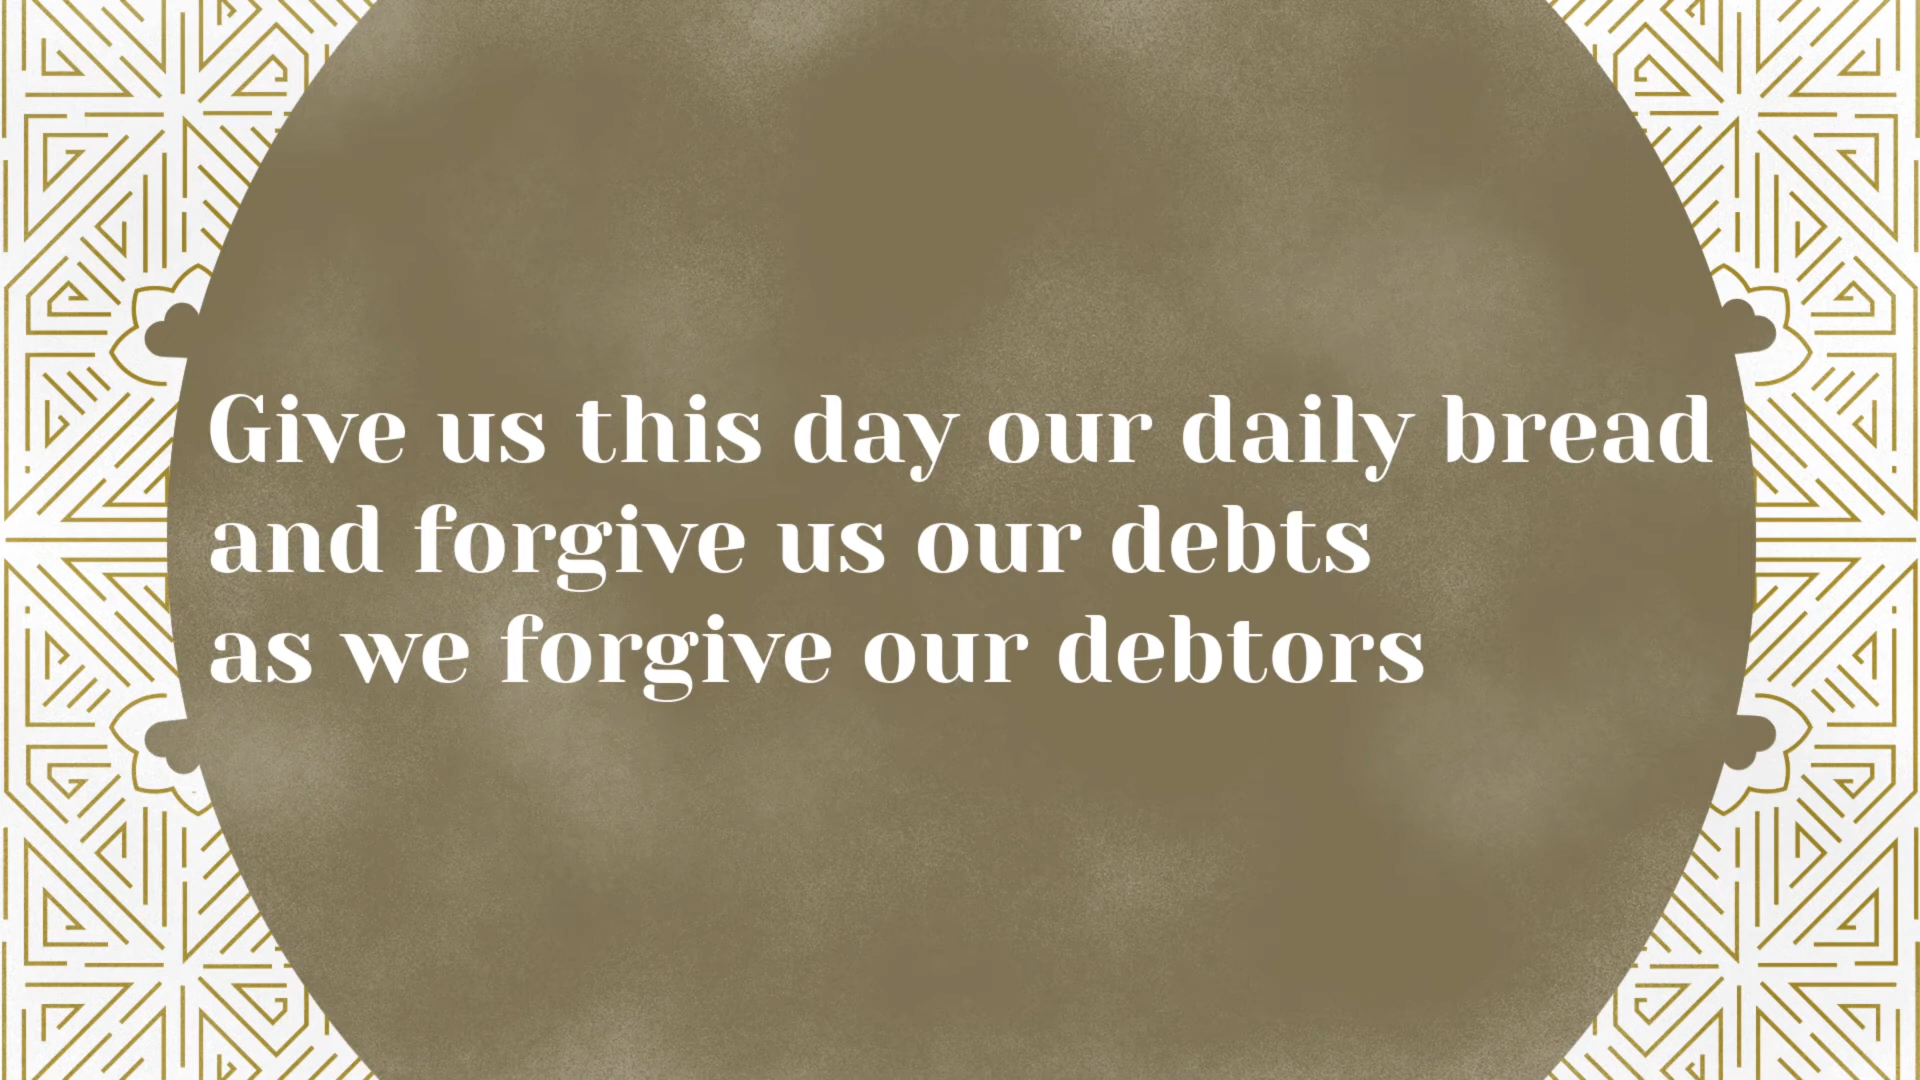 Give us this day our daily bread
and forgive us our debts
as we forgive our debtors